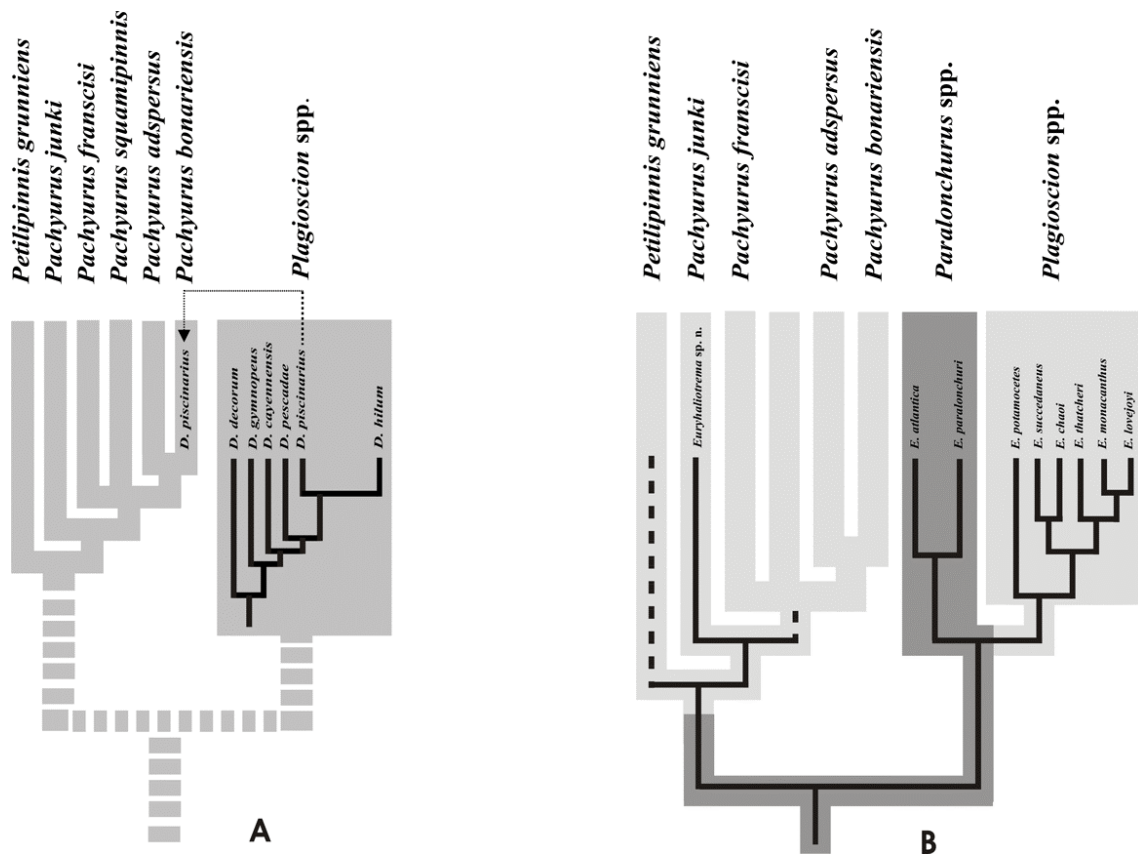 Petilipinnis grunniens
Pachyurus junki
Pachyurus franscisi
Pachyurus squamipinnis
Pachyurus adspersus
Pachyurus bonariensis
Plagioscion spp.
D. piscinarius
D. decorum
D. gymnopeus
D. cayennensis
D. pescadae
D. piscinarius
D. hilum
A
Petilipinnis grunniens
Pachyurus junki
Pachyurus franscisi
Pachyurus adspersus
Pachyurus bonariensis
Paralonchurus spp.
Plagioscion spp.
Euryhaliotrema sp. n.
E. atlantica
E. paralonchuri
E. potamocetes
E. succedaneus
E. chaoi
E. thatcheri
E. monacanthus
E. lovejoyi
B